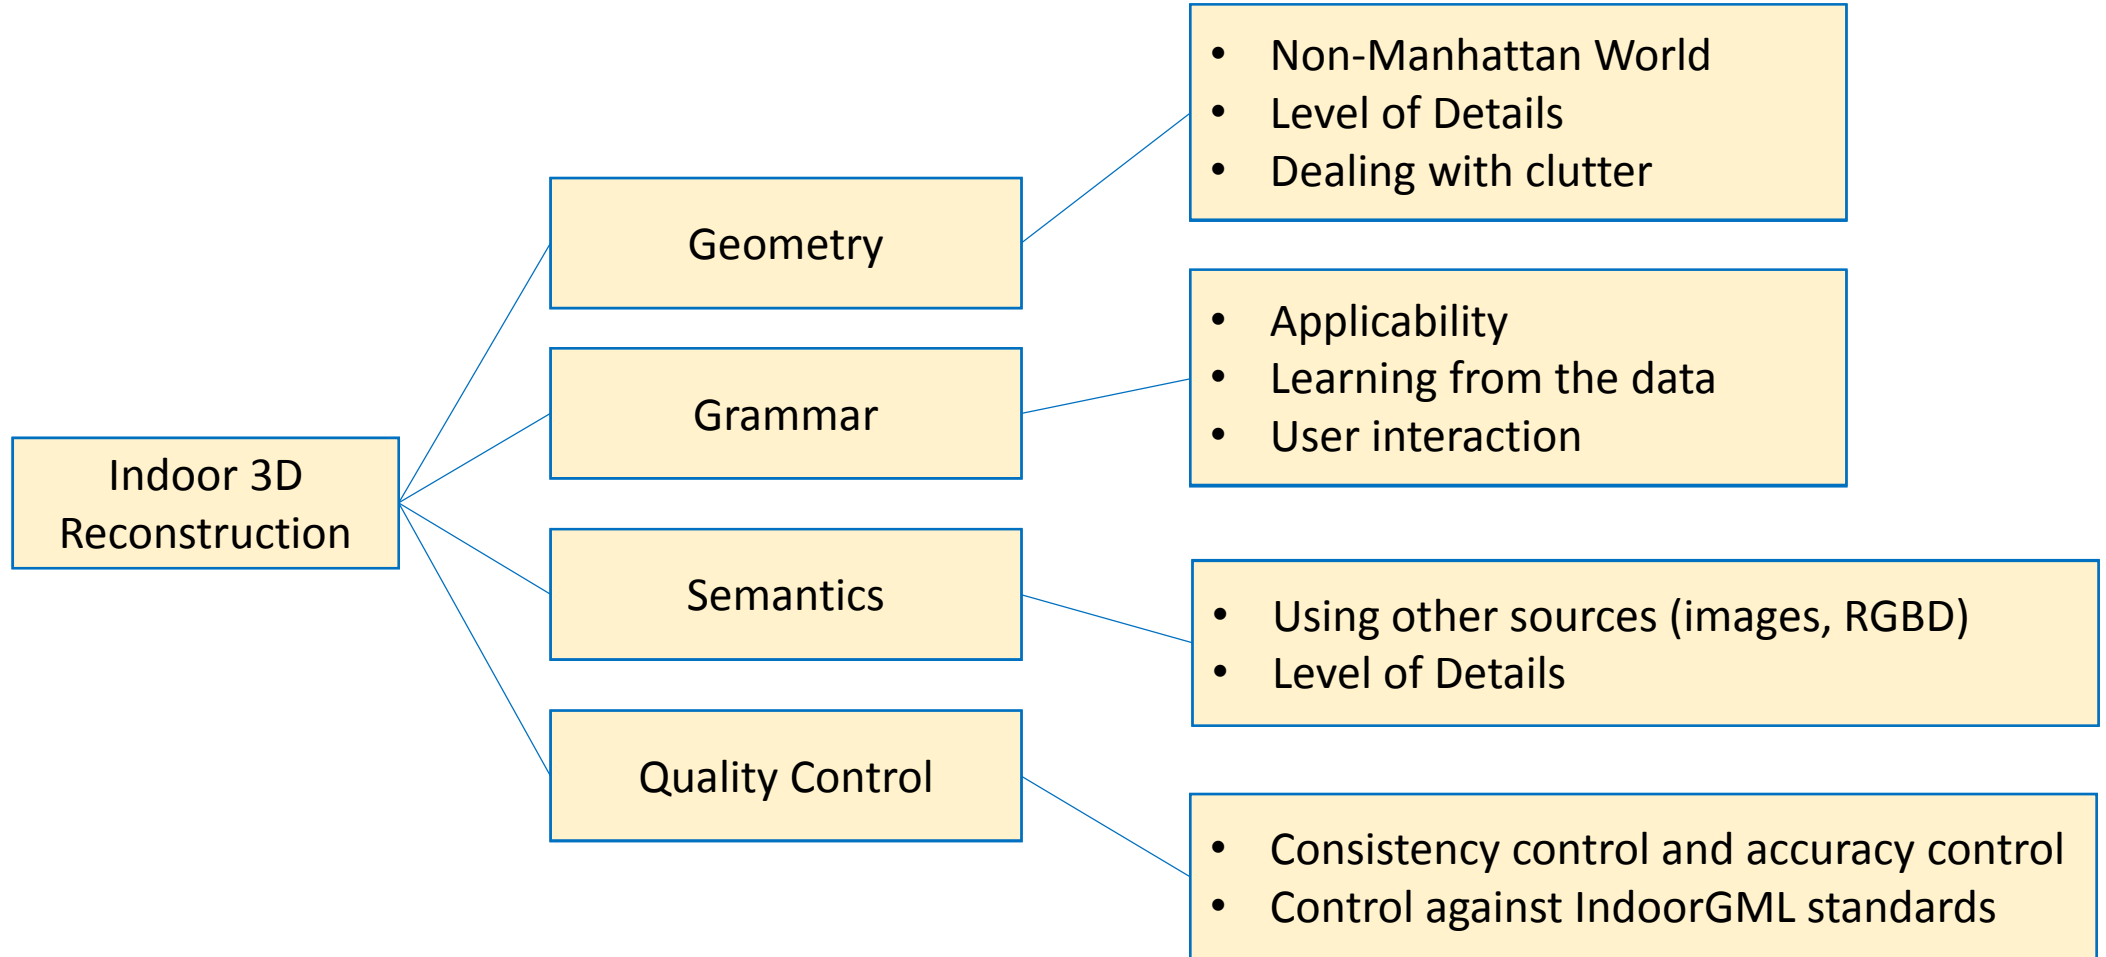 Indoor 3D
Reconstruction
Geometry
• Non-Manhattan World
• Level of Details
• Dealing with clutter
Grammar
• Applicability
• Learning from the data
• User interaction
Semantics
• Using other sources (images, RGBD)
• Level of Details
Quality Control
• Consistency control and accuracy control
• Control against IndoorGML standards